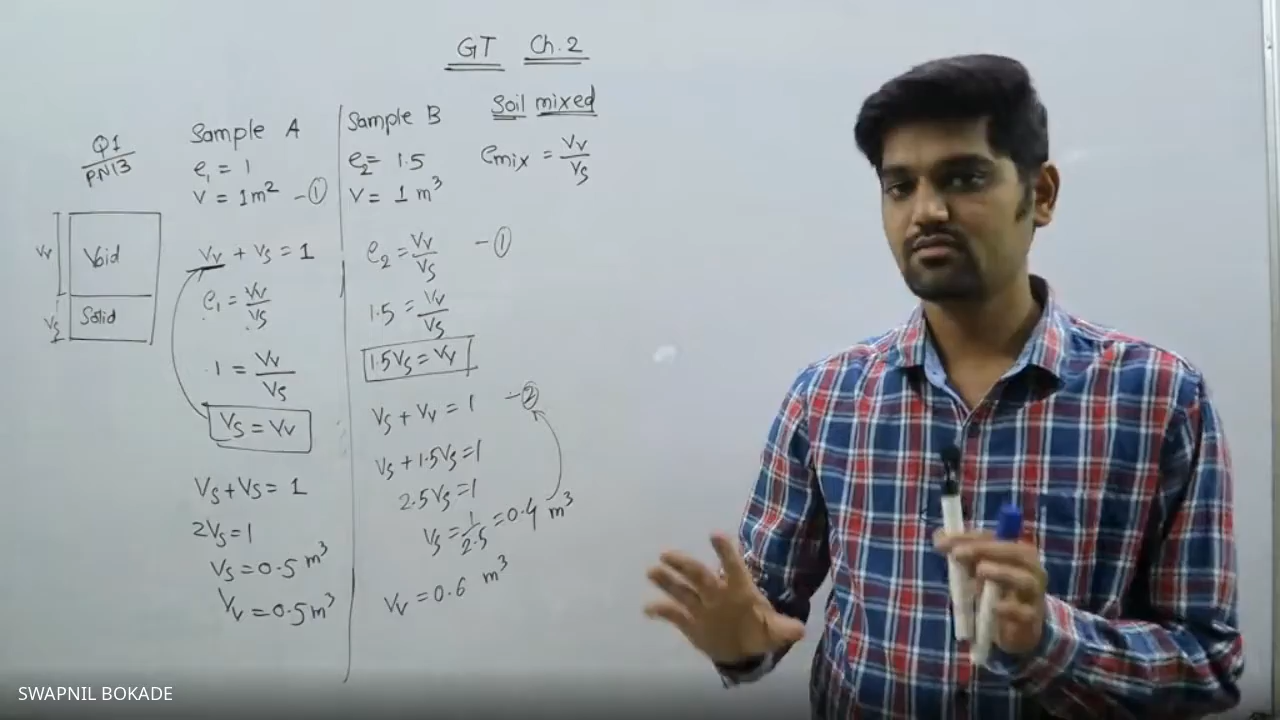 GT Ch.2
Q1
PN13
Void
Solid
Vv
Vs
Sample A
e₁ = 1
V = 1m² -①
Vv + Vs = 1
e₁ = Vv/Vs
1 = Vv/Vs
Vs = Vv
Vs+Vs = 1
2Vs=1
Vs = 0.5 m³
Vv = 0.5m³
Sample B
e₂= 1.5
V= 1 m³
e₂ = Vv/Vs -①
1.5 = Vv/Vs
1.5Vs = Vv
Vs + Vv = 1 -②
Vs + 1.5Vs = 1
2.5Vs = 1
Vs = 1/2.5 = 0.4 m³
Vv = 0.6 m³
Soil mixed
emix = Vv/Vs
SWAPNIL BOKADE